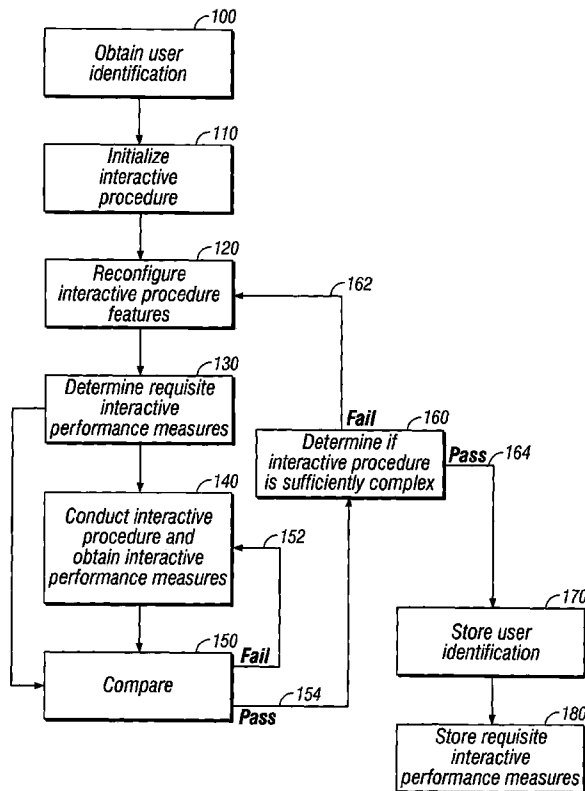 100
Obtain user
identification
110
Initialize
interactive
procedure
120
Reconfigure
interactive procedure
features
162
130
Determine requisite
interactive
performance measures
Fail
160
Determine if
interactive procedure
is sufficiently complex
Pass
164
140
Conduct interactive
procedure and
obtain interactive
performance measures
152
150
Compare
Fail
154
Pass
170
Store user
identification
180
Store requisite
interactive
performance measures